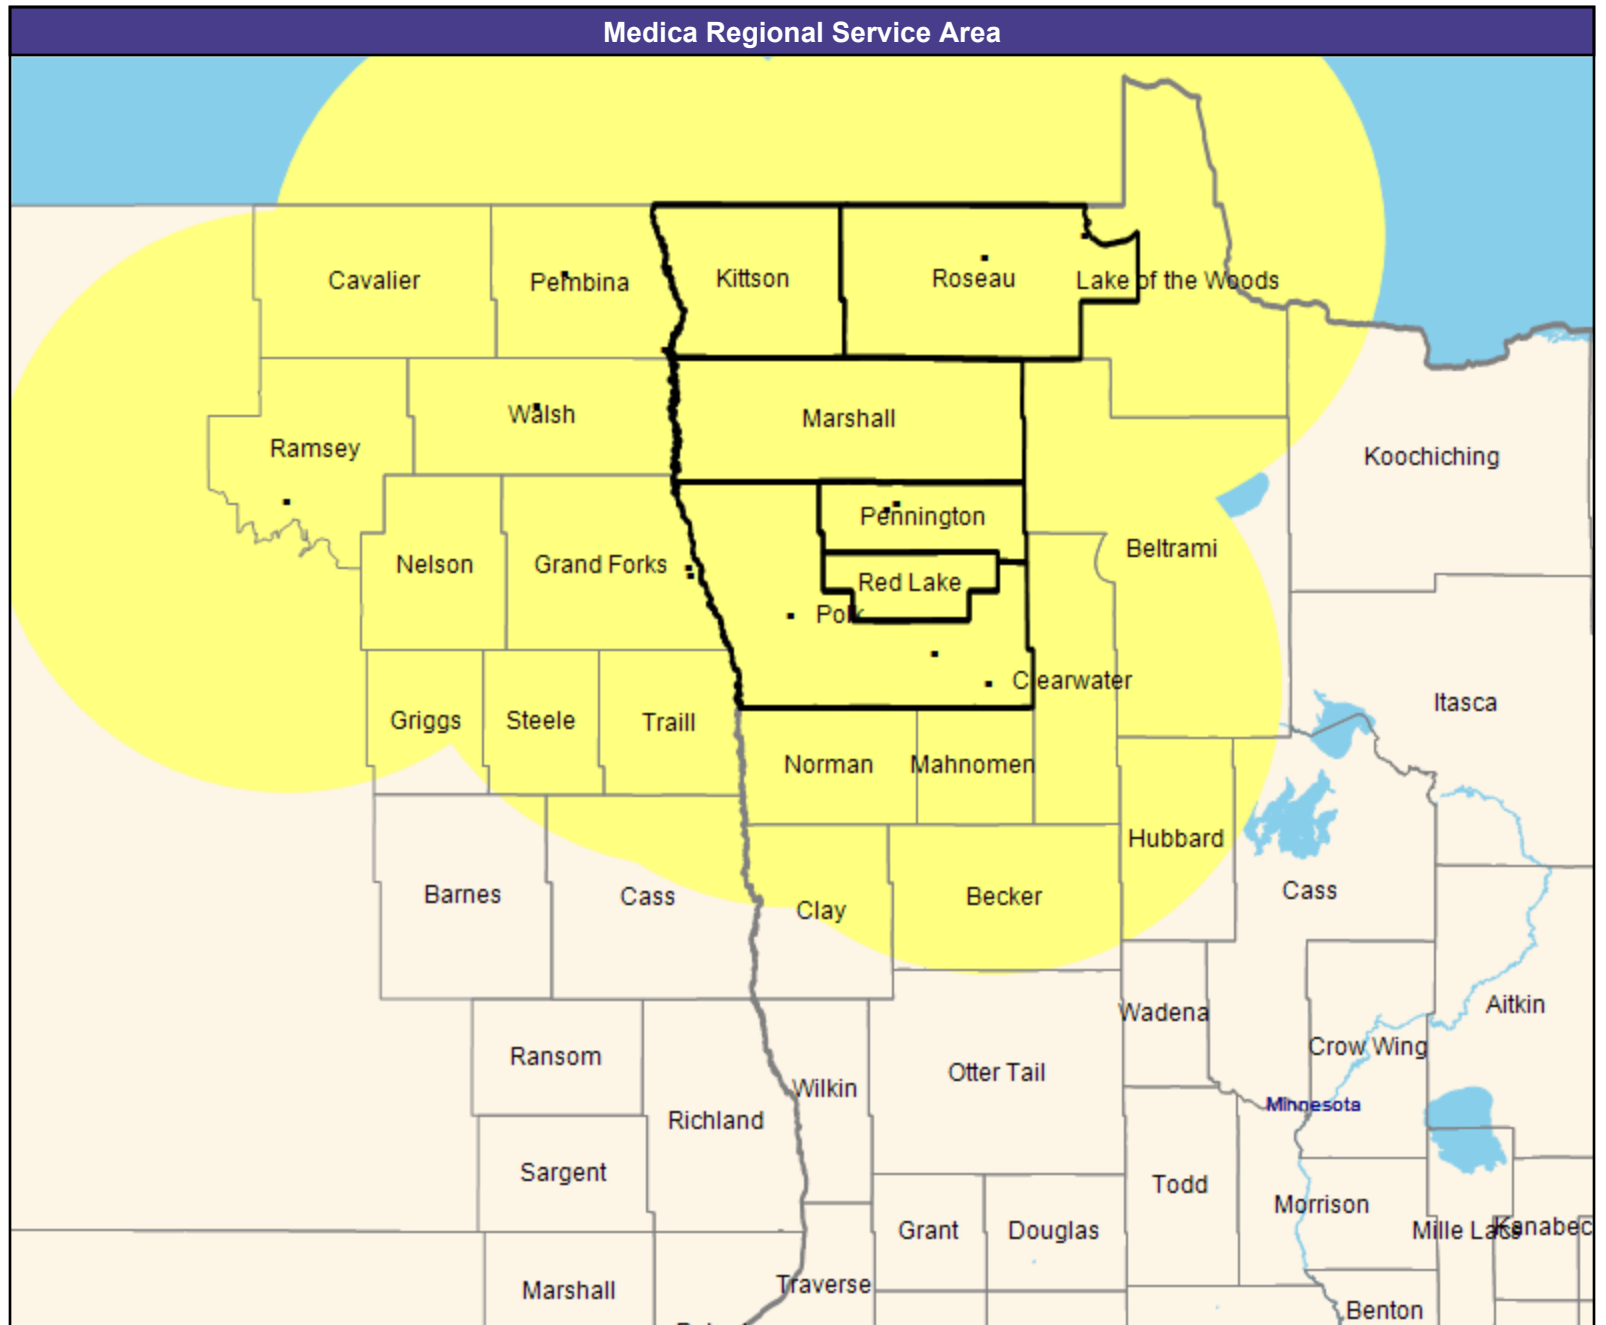 Medica Regional Service Area
Cavalier
Pembina
Kittson
Roseau
Lake of the Woods
Walsh
Marshall
Ramsey
Koochiching
Pennington
Nelson
Grand Forks
Beltrami
Red Lake
Polk
Clearwater
Griggs
Steele
Traill
Itasca
Norman
Mahnomen
Hubbard
Barnes
Cass
Clay
Becker
Cass
Aitkin
Wadena
Crow Wing
Ransom
Otter Tail
Wilkin
Minnesota
Richland
Sargent
Todd
Morrison
Grant
Douglas
Mille Lacs
Kanabec
Marshall
Traverse
Benton